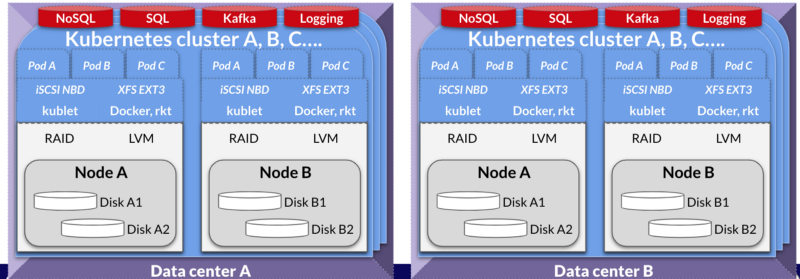 NoSQL SQL Kafka Logging
Kubernetes cluster A, B, C....
Pod A Pod B Pod C Pod A Pod B Pod C
iSCSI NBD XFS EXT3 iSCSI NBD XFS EXT3
kublet Docker, rkt kublet Docker, rkt
RAID LVM RAID LVM
Node A Node B
Disk A1 Disk B1
Disk A2 Disk B2
Data center A
NoSQL SQL Kafka Logging
Kubernetes cluster A, B, C....
Pod A Pod B Pod C Pod A Pod B Pod C
iSCSI NBD XFS EXT3 iSCSI NBD XFS EXT3
kublet Docker, rkt kublet Docker, rkt
RAID LVM RAID LVM
Node A Node B
Disk A1 Disk B1
Disk A2 Disk B2
Data center B